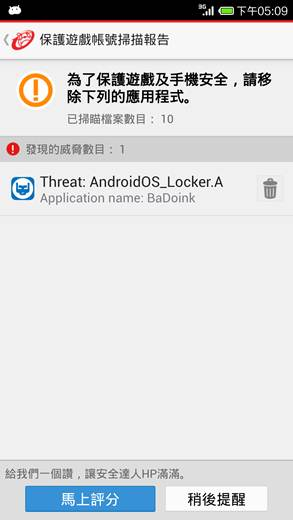 3G 下午05:09
保護遊戲帳號掃描報告
為了保護遊戲及手機安全，請移
除下列的應用程式。
已掃瞄檔案數目： 10
發現的威脅數目： 1
Threat: AndroidOS_Locker.A
Application name: BaDoink
給我們一個讚，讓安全達人HP滿滿。
馬上評分 稍後提醒